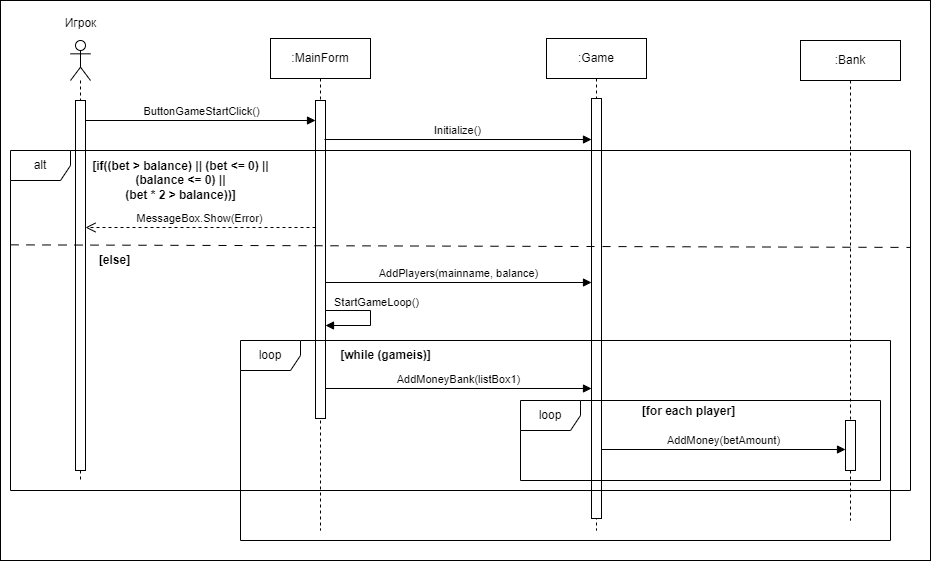 Игрок
:MainForm
:Game
:Bank
ButtonGameStartClick()
Initialize()
alt
[if((bet > balance) || (bet <= 0) ||
(balance <= 0) ||
(bet * 2 > balance))]
MessageBox.Show(Error)
[else]
AddPlayers(mainname, balance)
StartGameLoop()
loop
[while (gameis)]
AddMoneyBank(listBox1)
loop
[for each player]
AddMoney(betAmount)